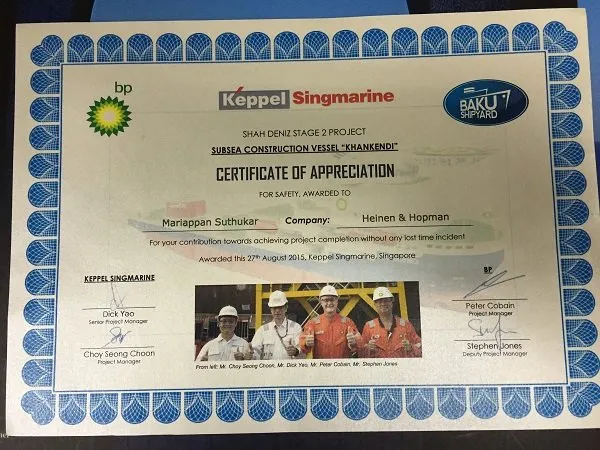 bp
Keppel Singmarine
BAKU
SHIPYARD
SHAH DENIZ STAGE 2 PROJECT
SUBSEA CONSTRUCTION VESSEL "KHANKENDI"
CERTIFICATE OF APPRECIATION
FOR SAFETY, AWARDED TO
Mariappan Suthukar Company: Heinen & Hopman
For your contribution towards achieving project completion without any lost time incident
Awarded this 27th August 2015, Keppel Singmarine, Singapore
KEPPEL SINGMARINE
Dick Yeo
Senior Project Manager
Choy Seong Choon
Project Manager
BP
Peter Cobain
Project Manager
Stephen Jones
Deputy Project Manager
From left: Mr. Choy Seong Choon, Mr. Dick Yeo, Mr. Peter Cobain, Mr. Stephen Jones